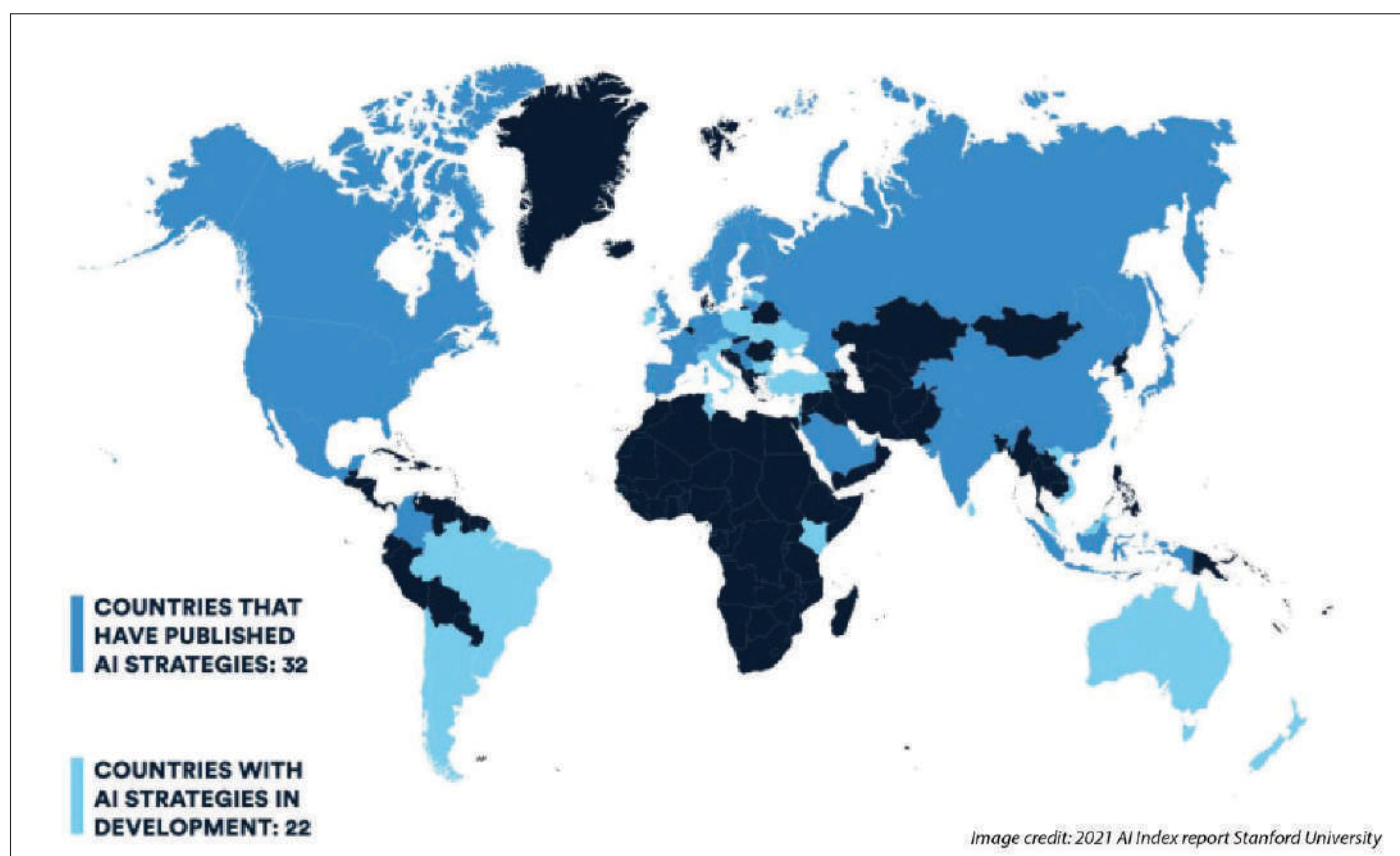 COUNTRIES THAT
HAVE PUBLISHED
AI STRATEGIES: 32
COUNTRIES WITH
AI STRATEGIES IN
DEVELOPMENT: 22
Image credit: 2021 AI Index report Stanford University